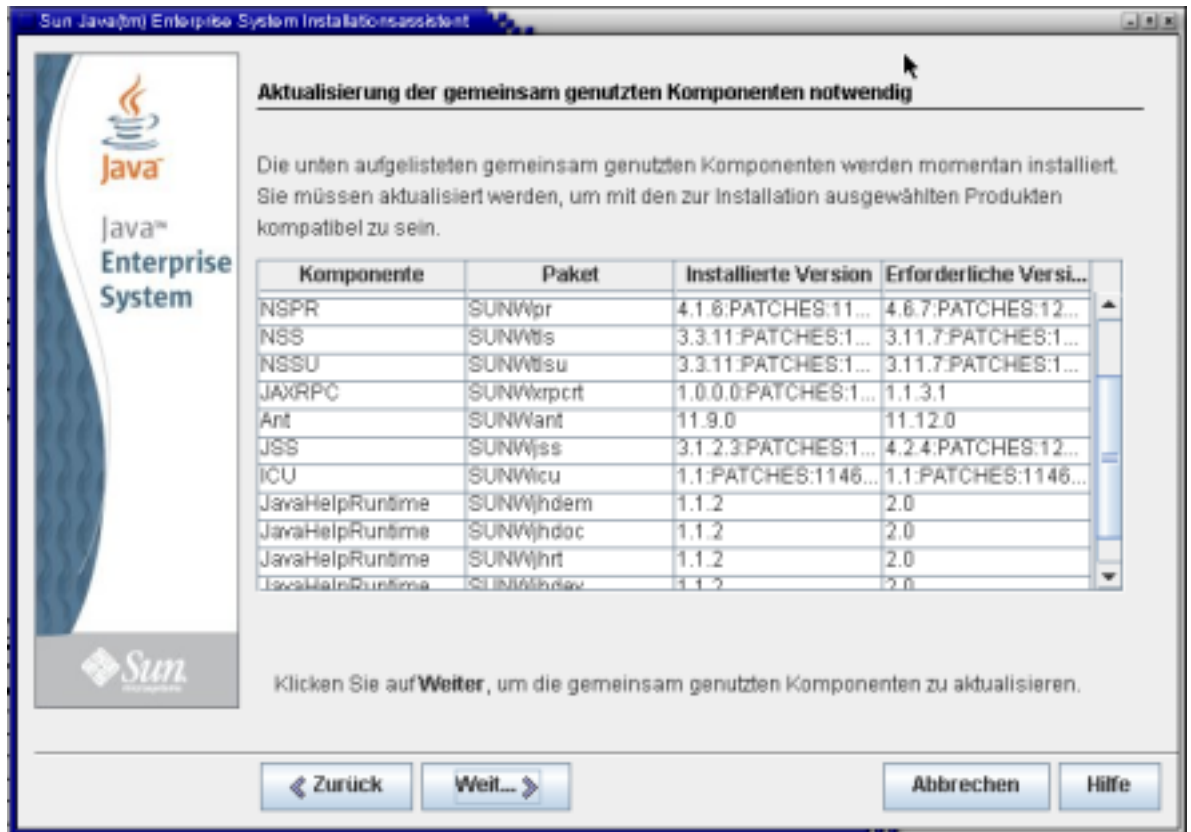 Sun Java(tm) Enterprise System Installationsassistent
Java
Java™
Enterprise
System
Sun
microsystems
Aktualisierung der gemeinsam genutzten Komponenten notwendig
Die unten aufgelisteten gemeinsam genutzten Komponenten werden momentan installiert.
Sie müssen aktualisiert werden, um mit den zur Installation ausgewählten Produkten
kompatibel zu sein.
Komponente Paket Installierte Version Erforderliche Versi...
NSPR SUNWpr 4.1.6:PATCHES:11... 4.6.7:PATCHES:12...
NSS SUNWtls 3.3.11:PATCHES:1... 3.11.7:PATCHES:1...
NSSU SUNWtlsu 3.3.11:PATCHES:1... 3.11.7:PATCHES:1...
JAXRPC SUNWxrpcrt 1.0.0.0:PATCHES:1... 1.1.3.1
Ant SUNWant 11.9.0 11.12.0
JSS SUNWjss 3.1.2.3:PATCHES:1... 4.2.4:PATCHES:12...
ICU SUNWicu 1.1:PATCHES:1146... 1.1:PATCHES:1146...
JavaHelpRuntime SUNWjhdem 1.1.2 2.0
JavaHelpRuntime SUNWjhdoc 1.1.2 2.0
JavaHelpRuntime SUNWjhrt 1.1.2 2.0
JavaHelpRuntime SUNWjhdev 1.1.2 2.0
Klicken Sie auf Weiter, um die gemeinsam genutzten Komponenten zu aktualisieren.
Zurück Weit... Abbrechen Hilfe